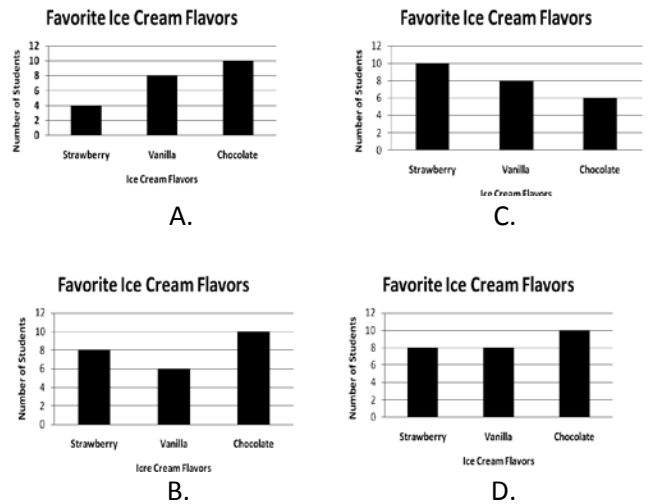 Favorite Ice Cream Flavors
Number of Students
12
10
8
6
4
2
0
Strawberry Vanilla Chocolate
Ice Cream Flavors
A.
Favorite Ice Cream Flavors
Number of Students
12
10
8
6
4
2
0
Strawberry Vanilla Chocolate
Ice Cream Flavors
C.
Favorite Ice Cream Flavors
Number of Students
12
10
8
6
4
2
0
Strawberry Vanilla Chocolate
Icre Cream Flavors
B.
Favorite Ice Cream Flavors
Number of Students
12
10
8
6
4
2
0
Strawberry Vanilla Chocolate
Ice Cream Flavors
D.